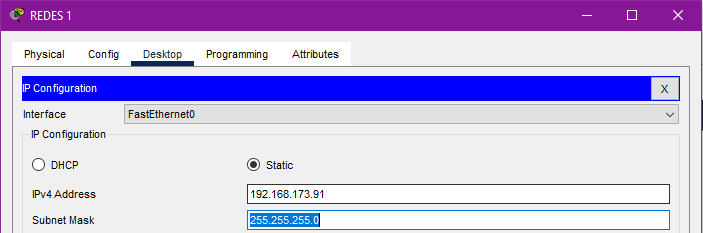 REDES 1
Physical Config Desktop Programming Attributes
IP Configuration X
Interface FastEthernet0
IP Configuration
DHCP Static
IPv4 Address 192.168.173.91
Subnet Mask 255.255.255.0